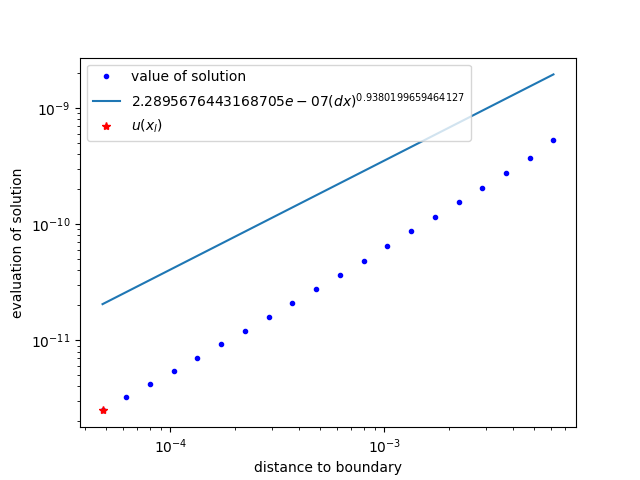 value of solution
2.2895676443168705e − 07(dx)^0.9380199659464127
u(x_l)
10^−9
10^−10
10^−11
evaluation of solution
10^−4
10^−3
distance to boundary